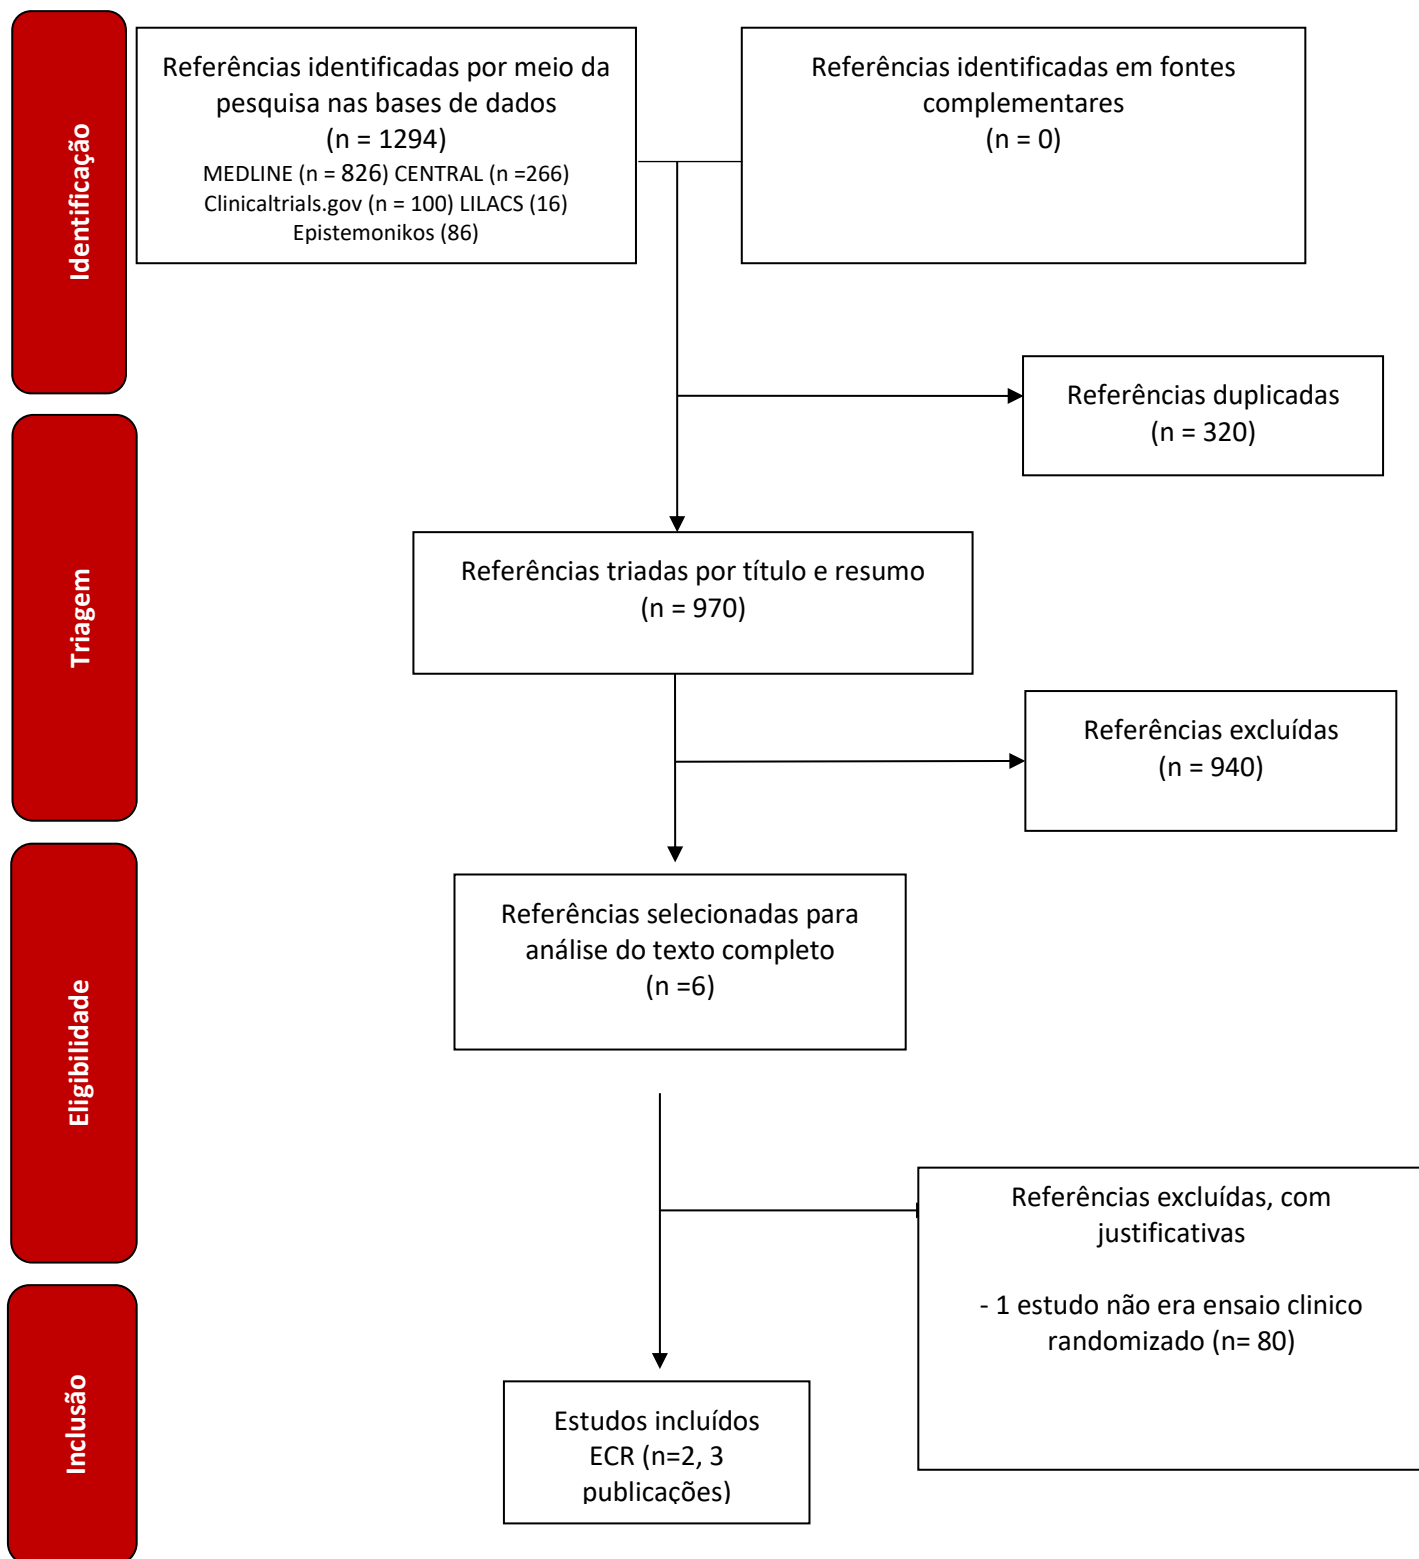 Identificação
Referências identificadas por meio da
pesquisa nas bases de dados
(n = 1294)
MEDLINE (n = 826) CENTRAL (n =266)
Clinicaltrials.gov (n = 100) LILACS (16)
Epistemonikos (86)
Referências identificadas em fontes
complementares
(n = 0)
Referências duplicadas
(n = 320)
Triagem
Referências triadas por título e resumo
(n = 970)
Referências excluídas
(n = 940)
Eligibilidade
Referências selecionadas para
análise do texto completo
(n =6)
Referências excluídas, com
justificativas
- 1 estudo não era ensaio clinico
randomizado (n= 80)
Inclusão
Estudos incluídos
ECR (n=2, 3
publicações)